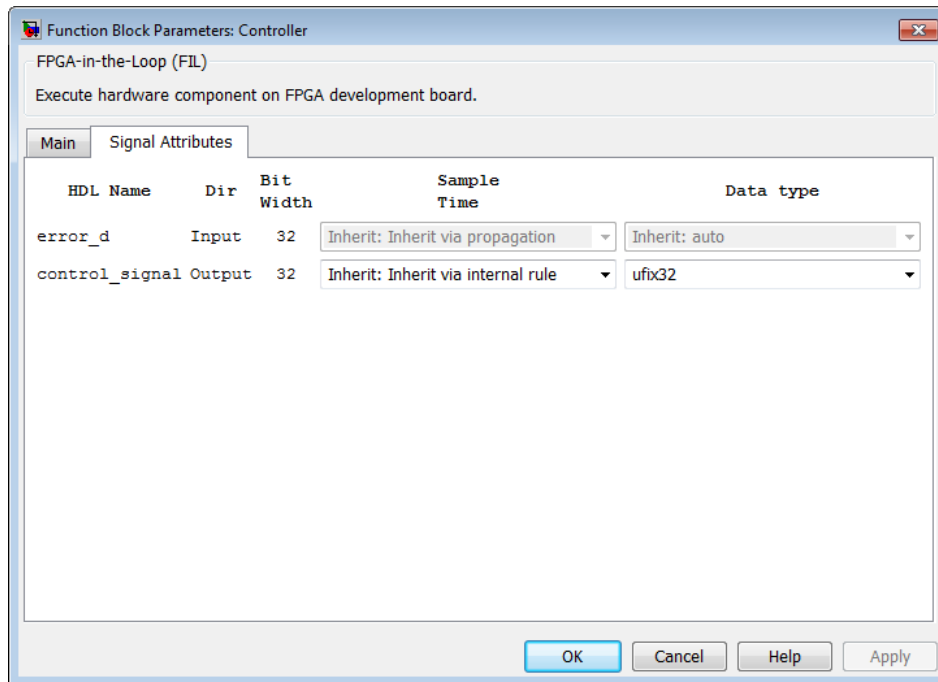 Function Block Parameters: Controller
FPGA-in-the-Loop (FIL)
Execute hardware component on FPGA development board.
Main Signal Attributes
HDL Name Dir Bit Width Sample Time Data type
error_d Input 32 Inherit: Inherit via propagation Inherit: auto
control_signal Output 32 Inherit: Inherit via internal rule ufix32
OK Cancel Help Apply